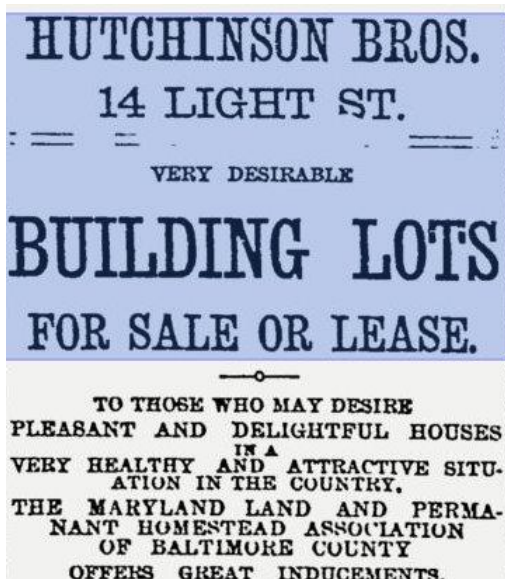 HUTCHINSON BROS.
14 LIGHT ST.
VERY DESIRABLE
BUILDING LOTS
FOR SALE OR LEASE.
TO THOSE WHO MAY DESIRE
PLEASANT AND DELIGHTFUL HOUSES
IN A
VERY HEALTHY AND ATTRACTIVE SITU-
ATION IN THE COUNTRY.
THE MARYLAND LAND AND PERMA-
NANT HOMESTEAD ASSOCIATION
OF BALTIMORE COUNTY
OFFERS GREAT INDUCEMENTS.